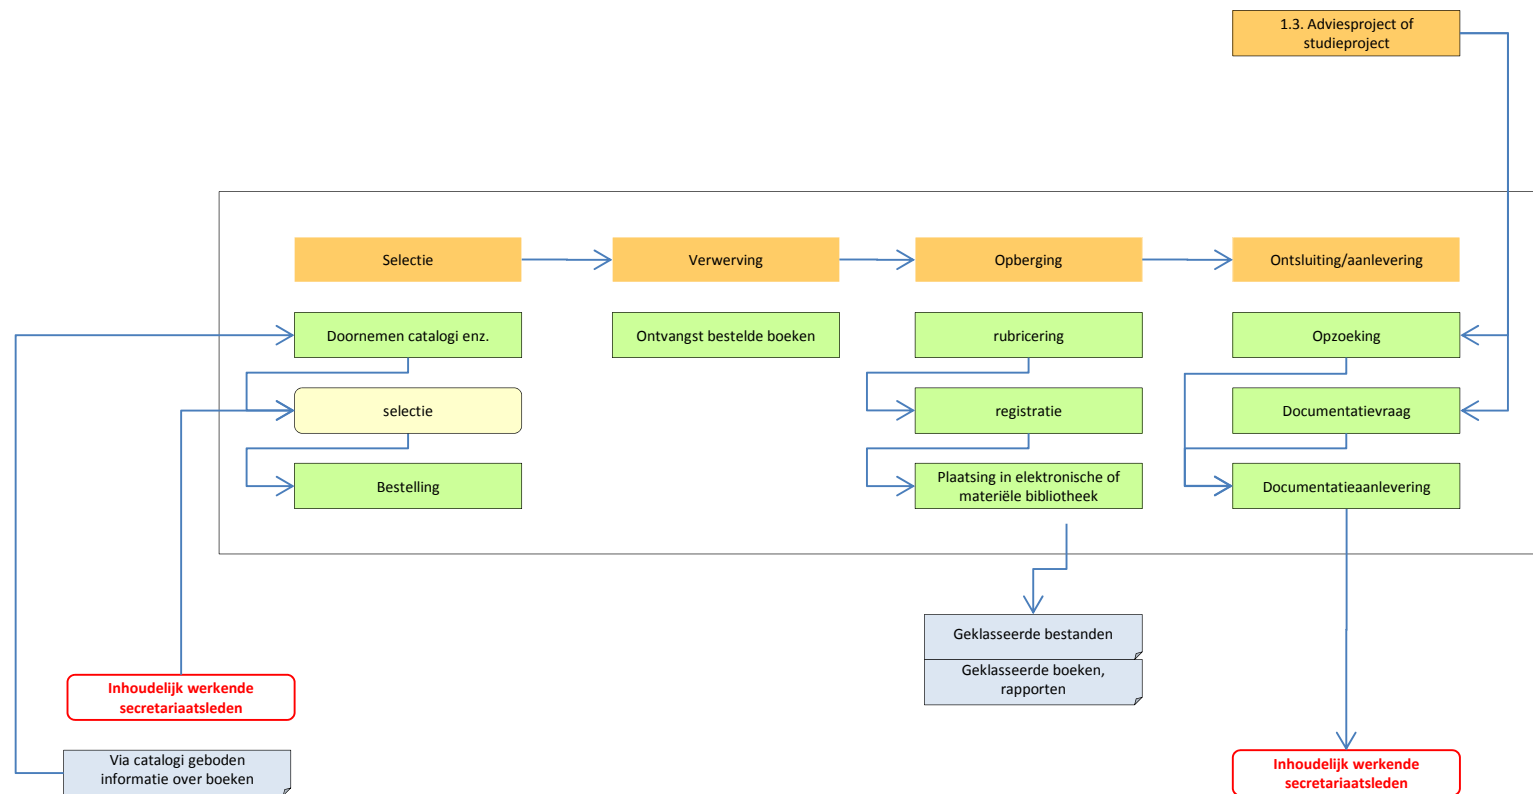 1.3. Adviesproject of
studieproject
Selectie
Verwerving
Opberging
Ontsluiting/aanlevering
Doornemen catalogi enz.
Ontvangst bestelde boeken
rubricering
Opzoeking
selectie
registratie
Documentatievraag
Bestelling
Plaatsing in elektronische of
materiële bibliotheek
Documentatieaanlevering
Geklasseerde bestanden
Geklasseerde boeken,
rapporten
Inhoudelijk werkende
secretariaatsleden
Via catalogi geboden
informatie over boeken
Inhoudelijk werkende
secretariaatsleden